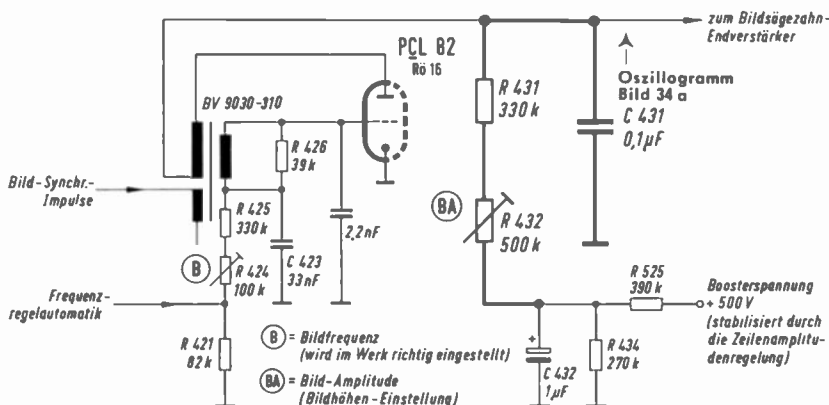 zum Bildsägezahn-
Endverstärker
PCL 82
Rö 16
Oszillogramm
Bild 34 a
BV 9030-310
R 431
330 k
C 431
0,1µF
R 426
39 k
Bild-Synchr.-
Impulse
BA
R 432
500 k
R 425
330 k
2,2nF
B
R 424
100 k
C 423
33 nF
R 525
390 k
Boosterspannung
+ 500 V
(stabilisiert durch
die Zeilenamplitu-
denregelung)
Frequenz-
regelautomatik
R 421
82 k
B = Bildfrequenz
(wird im Werk richtig eingestellt)
BA = Bild-Amplitude
(Bildhöhen-Einstellung)
+
C 432
1µF
R 434
270 k